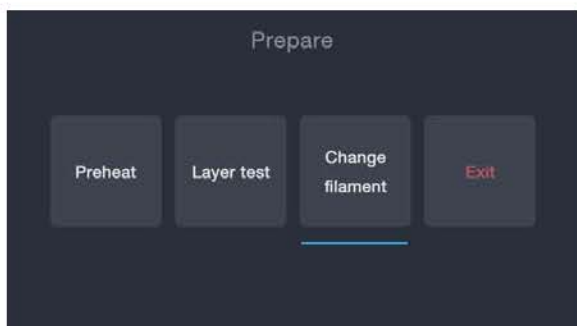 Prepare
Preheat
Layer test
Change
filament
Exit